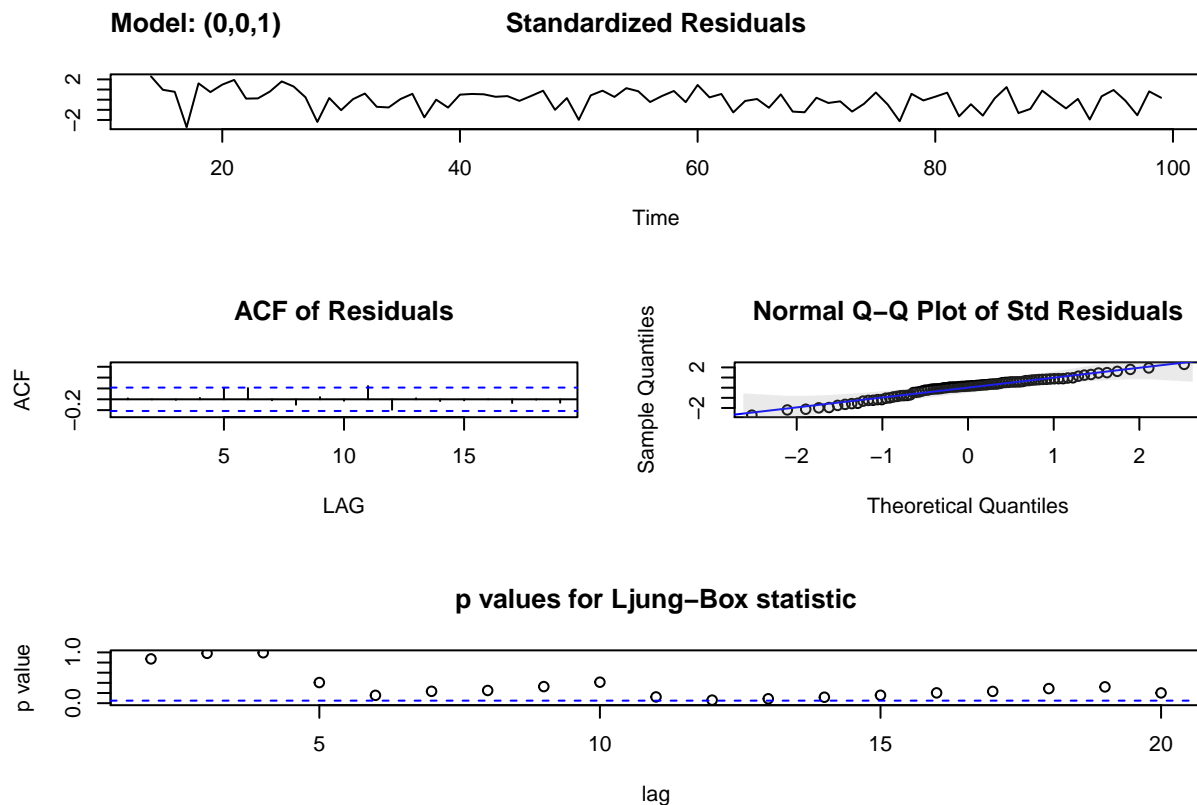 Model: (0,0,1) Standardized Residuals
2
−2
20 40 60 80 100
Time
ACF of Residuals
ACF
−0.2
5 10 15
LAG
Normal Q−Q Plot of Std Residuals
Sample Quantiles
2
−2
−2 −1 0 1 2
Theoretical Quantiles
p values for Ljung−Box statistic
p value
1.0
0.0
5 10 15 20
lag